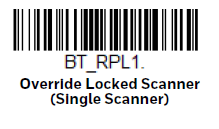 BT_RPL1.
Override Locked Scanner
(Single Scanner)